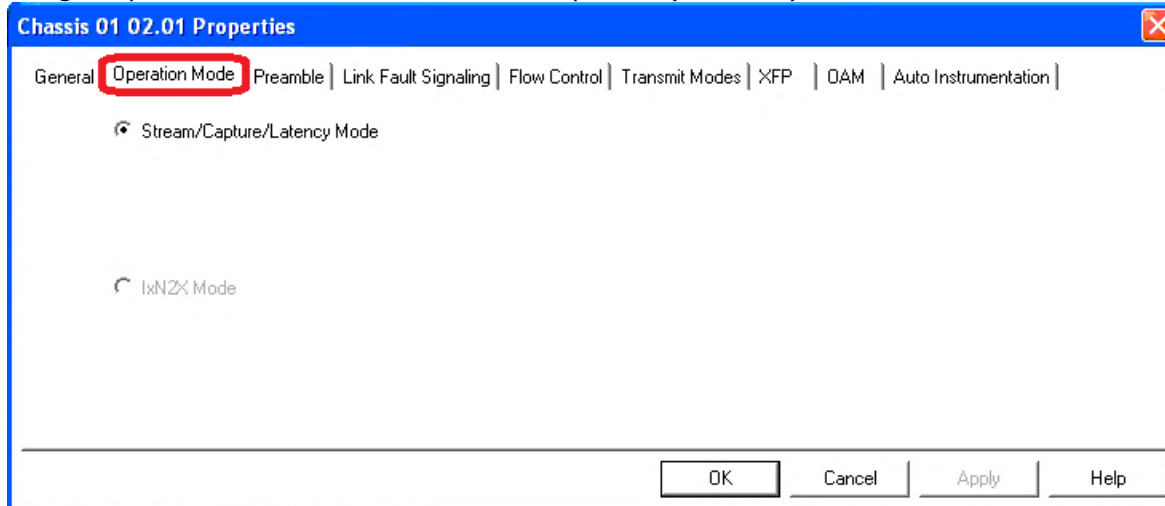 Chassis 01 02.01 Properties
General Operation Mode Preamble Link Fault Signaling Flow Control Transmit Modes XFP OAM Auto Instrumentation
Stream/Capture/Latency Mode
IxN2X Mode
OK Cancel Apply Help